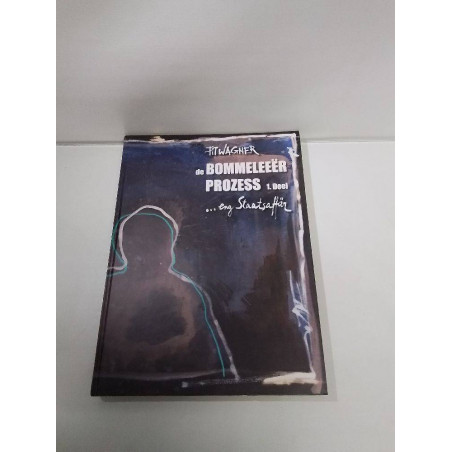 PIT WAGNER
de BOMMELEEËR
PROZESS 1. Deel
...eng Staatsaffär